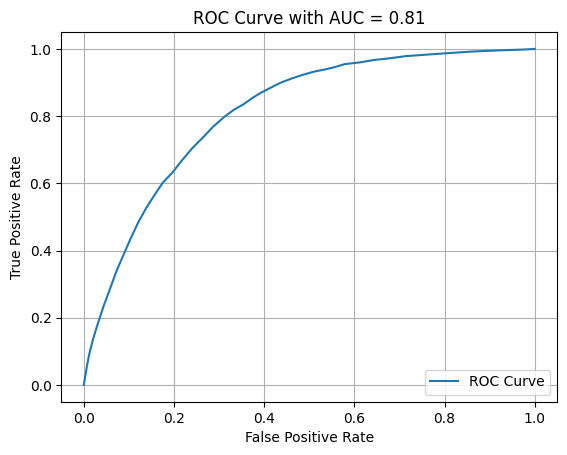 ROC Curve with AUC = 0.81
True Positive Rate
1.0
0.8
0.6
0.4
0.2
0.0
ROC Curve
0.0 0.2 0.4 0.6 0.8 1.0
False Positive Rate